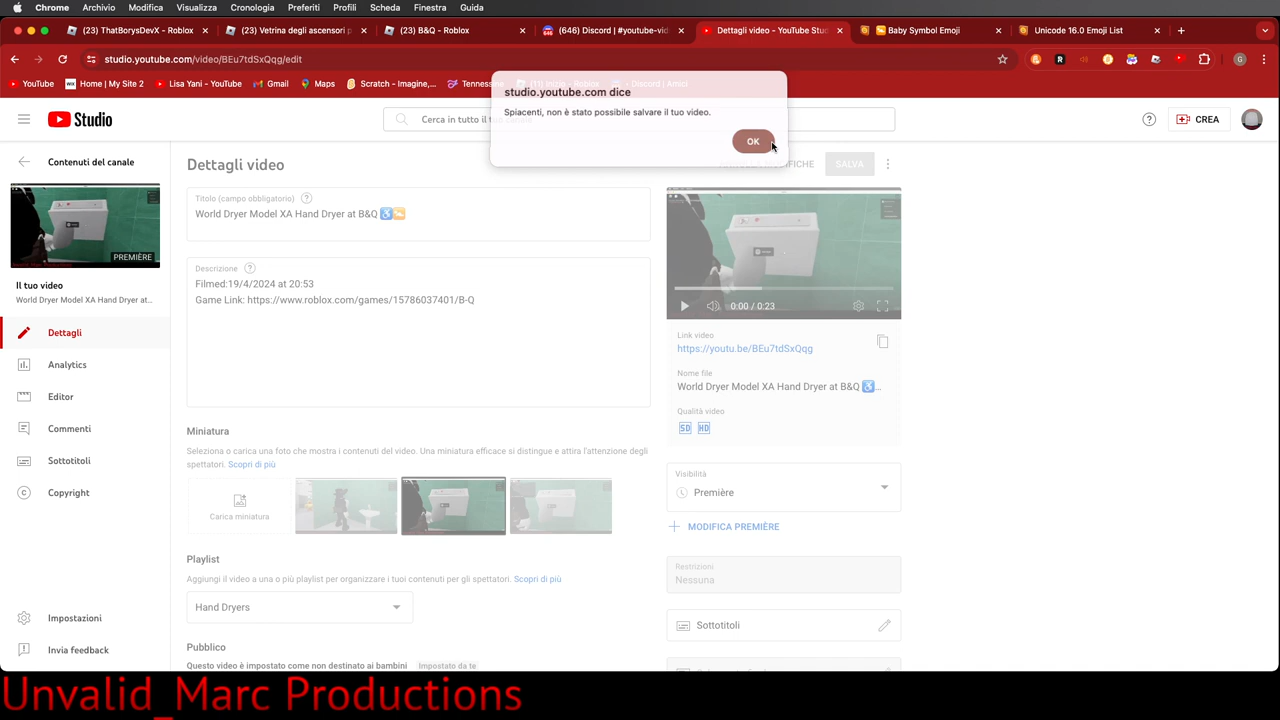 Chrome Archivio Modifica Visualizza Cronologia Preferiti Profili Scheda Finestra Guida
(23) ThatBorysDevX - Roblox (23) Vetrina degli ascensori p (23) B&Q - Roblox (646) Discord | #youtube-vid Dettagli video - YouTube Stud Baby Symbol Emoji Unicode 16.0 Emoji List
studio.youtube.com/video/BEu7tdSxQqg/edit
YouTube Home | My Site 2 Lisa Yani - YouTube Gmail Maps Scratch - Imagine,...
studio.youtube.com dice
Spiacenti, non è stato possibile salvare il tuo video.
OK
Studio
Cerca in tutto il tuo
CREA
Contenuti del canale
PREMIÈRE
Il tuo video
World Dryer Model XA Hand Dryer at...
Dettagli
Analytics
Editor
Commenti
Sottotitoli
Copyright
Impostazioni
Invia feedback
Dettagli video
SALVA
Titolo (campo obbligatorio)
World Dryer Model XA Hand Dryer at B&Q ♿🚼
Descrizione
Filmed:19/4/2024 at 20:53
Game Link: https://www.roblox.com/games/15786037401/B-Q
Miniatura
Seleziona o carica una foto che mostra i contenuti del video. Una miniatura efficace si distingue e attira l'attenzione degli
spettatori. Scopri di più
Carica miniatura
Playlist
Aggiungi il video a una o più playlist per organizzare i tuoi contenuti per gli spettatori. Scopri di più
Hand Dryers
Pubblico
Questo video è impostato come non destinato ai bambini Impostato da te
0:00 / 0:23
Link video
https://youtu.be/BEu7tdSxQqg
Nome file
World Dryer Model XA Hand Dryer at B&Q ♿...
Qualità video
SD HD
Visibilità
Première
MODIFICA PREMIÈRE
Restrizioni
Nessuna
Sottotitoli
Unvalid_Marc Productions